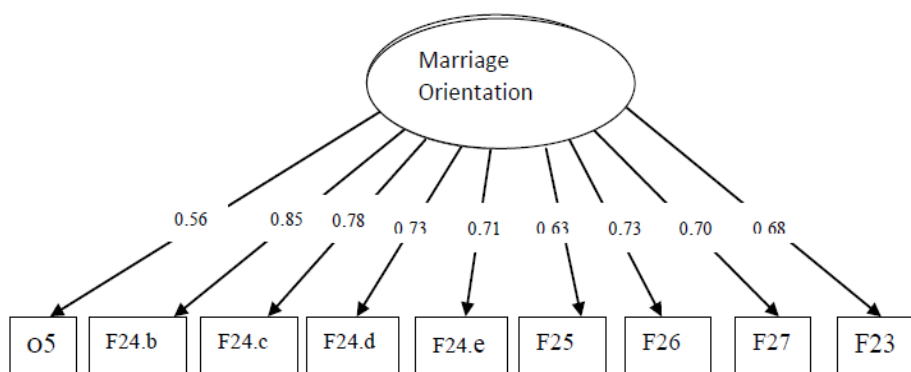 Marriage
Orientation
0.56 0.85 0.78 0.73 0.71 0.63 0.73 0.70 0.68
o5 F24.b F24.c F24.d F24.e F25 F26 F27 F23